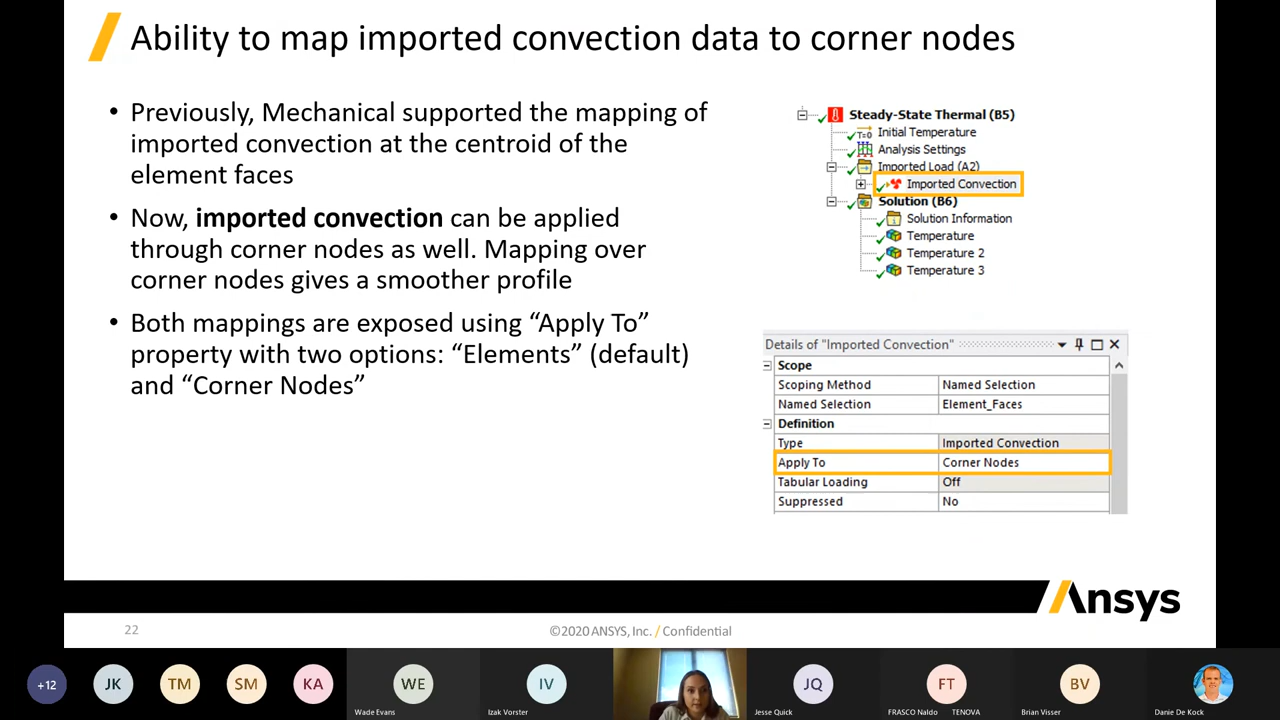 Ability to map imported convection data to corner nodes
• Previously, Mechanical supported the mapping of
imported convection at the centroid of the
element faces
• Now, imported convection can be applied
through corner nodes as well. Mapping over
corner nodes gives a smoother profile
• Both mappings are exposed using “Apply To”
property with two options: “Elements” (default)
and “Corner Nodes”
Steady-State Thermal (B5)
T=0 Initial Temperature
Analysis Settings
Imported Load (A2)
Imported Convection
Solution (B6)
Solution Information
Temperature
Temperature 2
Temperature 3
Details of "Imported Convection"
Scope
Scoping Method Named Selection
Named Selection Element_Faces
Definition
Type Imported Convection
Apply To Corner Nodes
Tabular Loading Off
Suppressed No
Ansys
22
©2020 ANSYS, Inc. / Confidential
+12 JK TM SM KA WE IV JQ FT BV
Wade Evans Izak Vorster Jesse Quick FRASCO Naldo TENOVA Brian Visser Danie De Kock